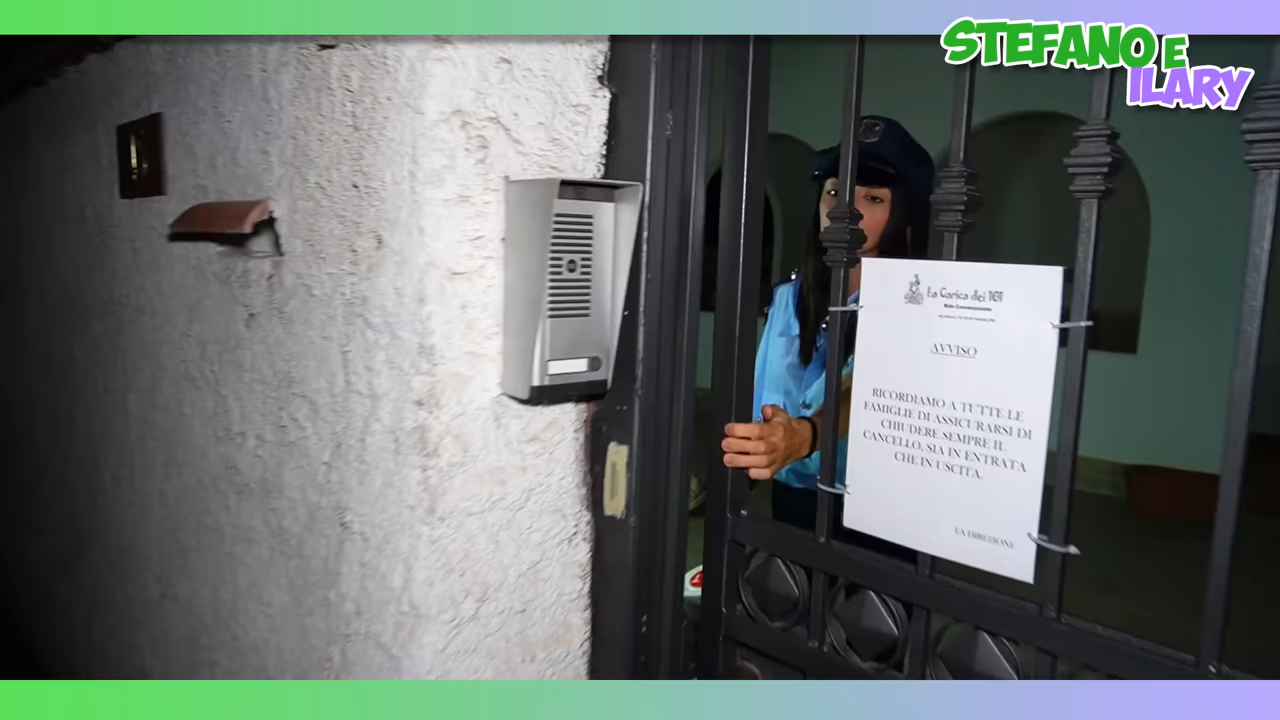 STEFANO E
ILARY
La Carica dei 101
AVVISO
RICORDIAMO A TUTTE LE
FAMIGLIE DI ASSICURARSI DI
CHIUDERE SEMPRE IL
CANCELLO, SIA IN ENTRATA
CHE IN USCITA.
LA DIREZIONE